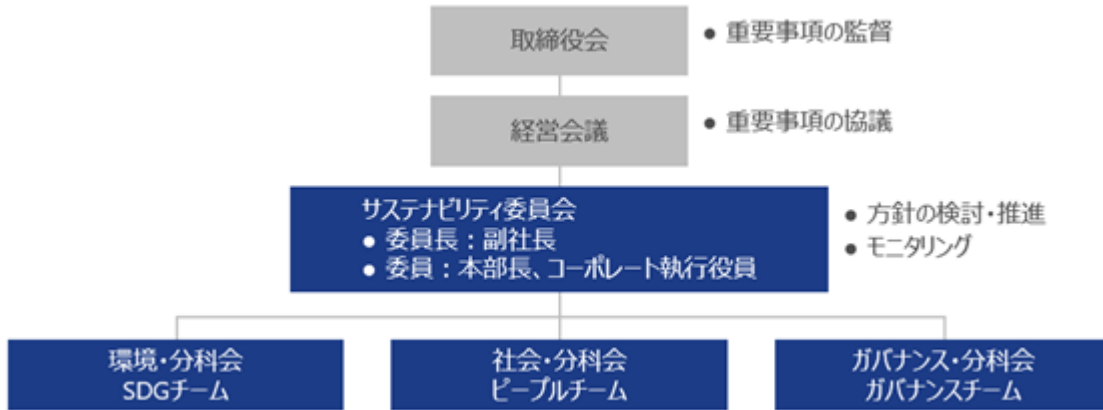 取締役会
● 重要事項の監督
経営会議
● 重要事項の協議
サステナビリティ委員会
● 委員長：副社長
● 委員：本部長、コーポレート執行役員
● 方針の検討・推進
● モニタリング
環境・分科会
SDGチーム
社会・分科会
ピープルチーム
ガバナンス・分科会
ガバナンスチーム